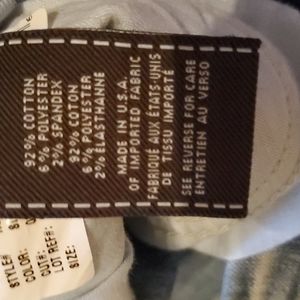 92% COTTON
6% POLYESTER
2% SPANDEX
92% COTON
6% POLYESTER
2% ELASTHANNE
MADE IN U.S.A.
OF IMPORTED FABRIC
FABRIQUÉ AUX ÉTATS-UNIS
DE TISSU IMPORTÉ
SEE REVERSE FOR CARE
ENTRETIEN AU VERSO
STYLE#
COLOR:
CUT#:
LOT REF#:
SIZE: